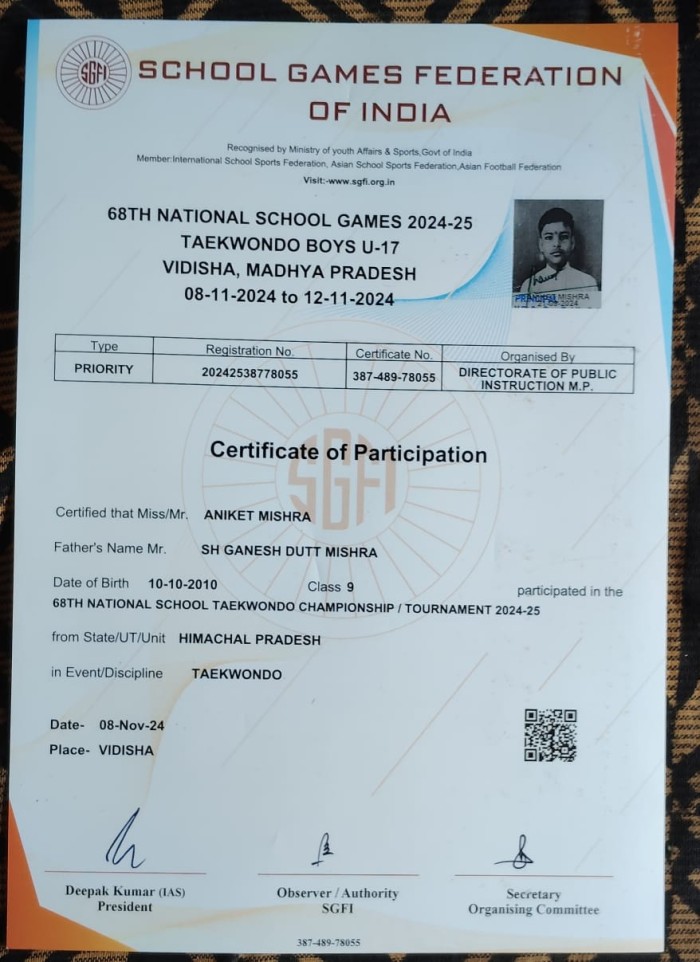 SGFI
SCHOOL GAMES FEDERATION
OF INDIA
Recognised by Ministry of youth Affairs & Sports,Govt of India
Member:International School Sports Federation, Asian School Sports Federation,Asian Football Federation
Visit:-www.sgfi.org.in
68TH NATIONAL SCHOOL GAMES 2024-25
TAEKWONDO BOYS U-17
VIDISHA, MADHYA PRADESH
08-11-2024 to 12-11-2024
PRINCIPAL MISHRA
Type Registration No. Certificate No. Organised By
PRIORITY 20242538778055 387-489-78055 DIRECTORATE OF PUBLIC
INSTRUCTION M.P.
SGFI
Certificate of Participation
Certified that Miss/Mr. ANIKET MISHRA
Father's Name Mr. SH GANESH DUTT MISHRA
Date of Birth 10-10-2010 Class 9 participated in the
68TH NATIONAL SCHOOL TAEKWONDO CHAMPIONSHIP / TOURNAMENT 2024-25
from State/UT/Unit HIMACHAL PRADESH
in Event/Discipline TAEKWONDO
Date- 08-Nov-24
Place- VIDISHA
Deepak Kumar (IAS)
President
Observer / Authority
SGFI
Secretary
Organising Committee
387-489-78055